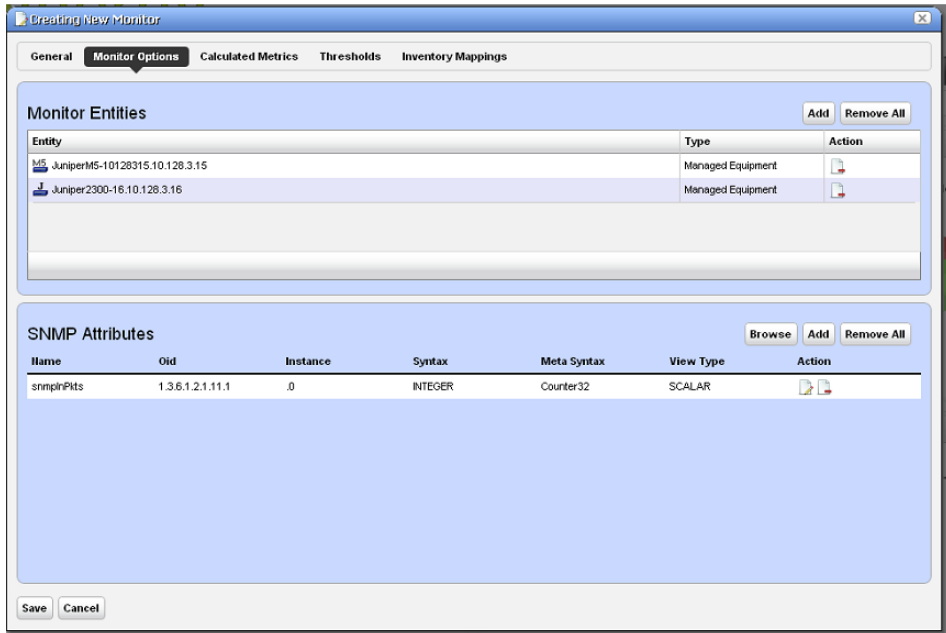 Creating New Monitor
General Monitor Options Calculated Metrics Thresholds Inventory Mappings
Monitor Entities Add Remove All
Entity Type Action
M5 JuniperM5-10128315.10.128.3.15 Managed Equipment
J Juniper2300-16.10.128.3.16 Managed Equipment
SNMP Attributes Browse Add Remove All
Name Oid Instance Syntax Meta Syntax View Type Action
snmpInPkts 1.3.6.1.2.1.11.1 .0 INTEGER Counter32 SCALAR
Save Cancel